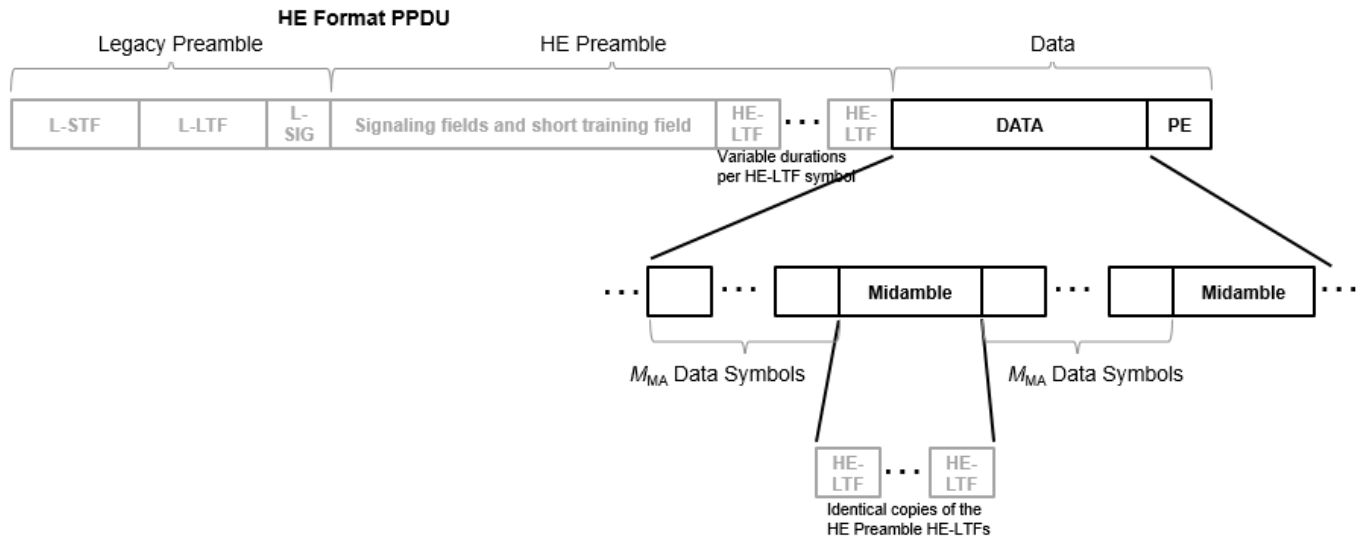 HE Format PPDU
Legacy Preamble
HE Preamble
Data
L-STF
L-LTF
L-
SIG
Signaling fields and short training field
HE-
LTF
...
HE-
LTF
DATA
PE
Variable durations
per HE-LTF symbol
...
...
Midamble
...
Midamble
...
M_MA Data Symbols
M_MA Data Symbols
HE-
LTF
...
HE-
LTF
Identical copies of the
HE Preamble HE-LTFs